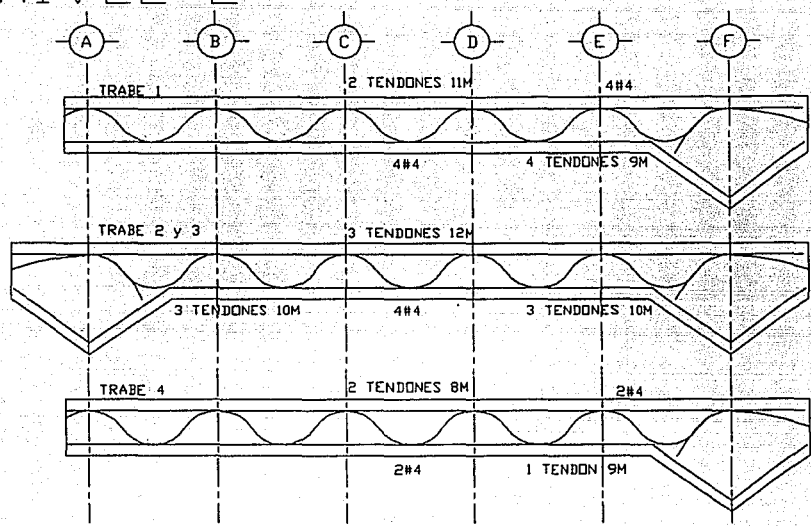 A B C D E F
TRABE 1 2 TENDONES 11M 4#4
4#4 4 TENDONES 9M
TRABE 2 y 3 3 TENDONES 12M
3 TENDONES 10M 4#4 3 TENDONES 10M
TRABE 4 2 TENDONES 8M 2#4
2#4 1 TENDON 9M